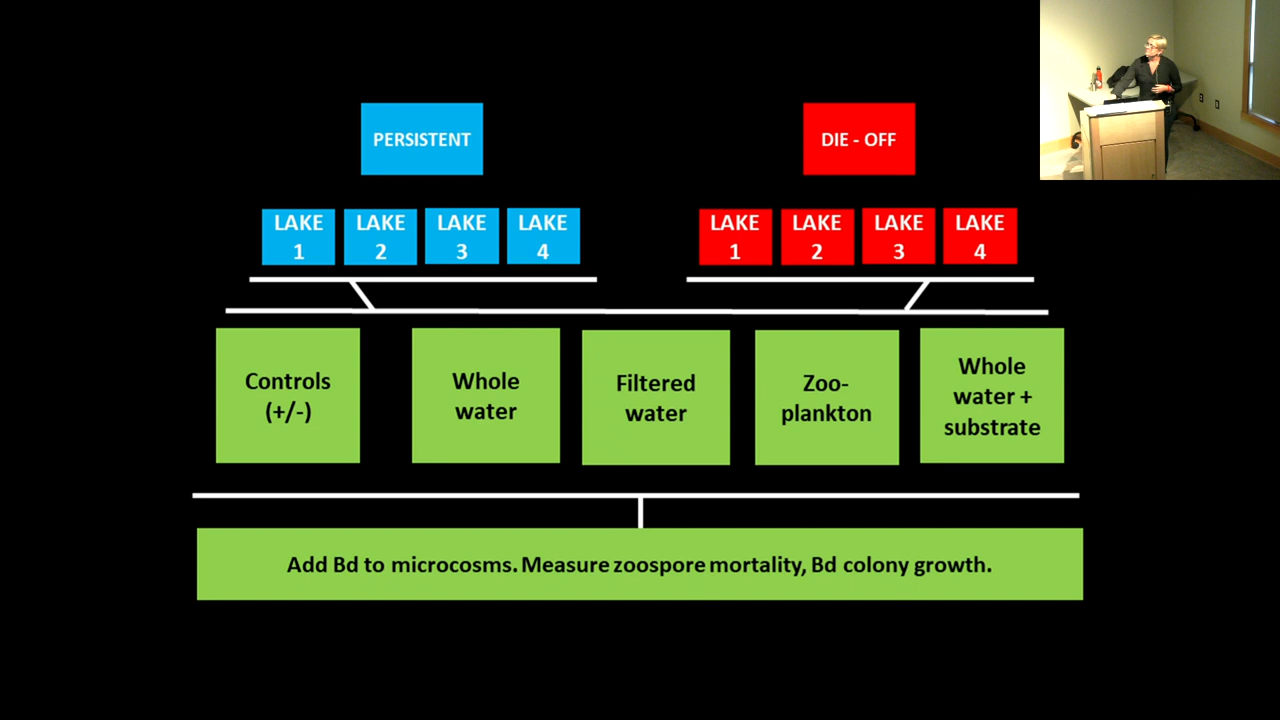 PERSISTENT
DIE - OFF
LAKE
1
LAKE
2
LAKE
3
LAKE
4
LAKE
1
LAKE
2
LAKE
3
LAKE
4
Controls
(+/-)
Whole
water
Filtered
water
Zoo-
plankton
Whole
water +
substrate
Add Bd to microcosms. Measure zoospore mortality, Bd colony growth.